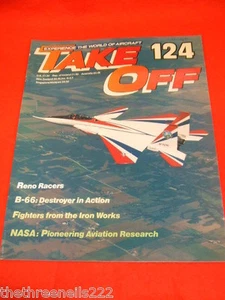 EXPERIENCE THE WORLD OF AIRCRAFT
TAKE
OFF
124
Reno Racers
B-66: Destroyer in Action
Fighters from the Iron Works
NASA: Pioneering Aviation Research
thethreenells222